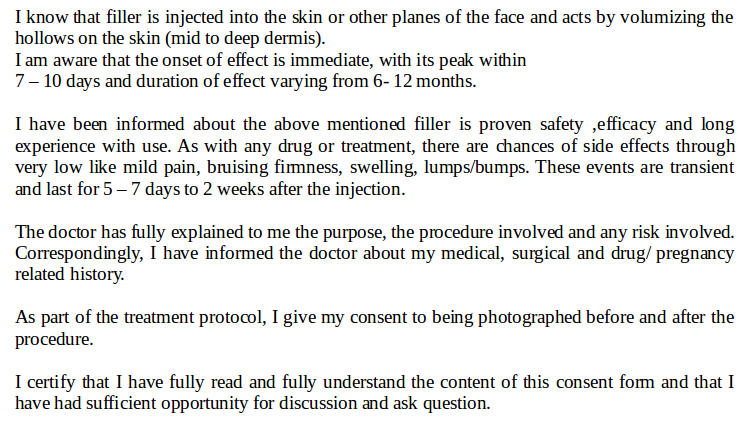 I know that filler is injected into the skin or other planes of the face and acts by volumizing the
hollows on the skin (mid to deep dermis).
I am aware that the onset of effect is immediate, with its peak within
7 – 10 days and duration of effect varying from 6- 12 months.
I have been informed about the above mentioned filler is proven safety ,efficacy and long
experience with use. As with any drug or treatment, there are chances of side effects through
very low like mild pain, bruising firmness, swelling, lumps/bumps. These events are transient
and last for 5 – 7 days to 2 weeks after the injection.
The doctor has fully explained to me the purpose, the procedure involved and any risk involved.
Correspondingly, I have informed the doctor about my medical, surgical and drug/ pregnancy
related history.
As part of the treatment protocol, I give my consent to being photographed before and after the
procedure.
I certify that I have fully read and fully understand the content of this consent form and that I
have had sufficient opportunity for discussion and ask question.